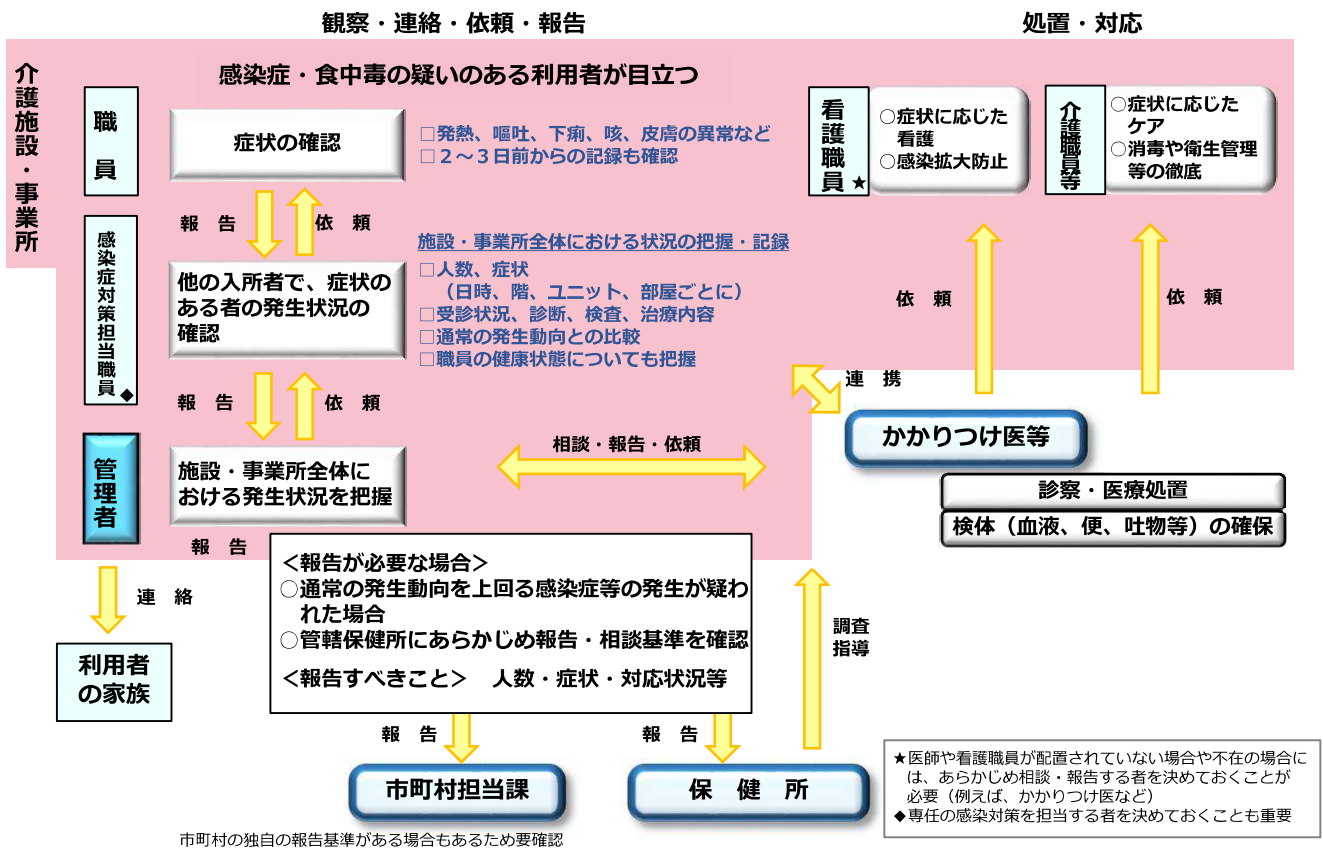 観察・連絡・依頼・報告
処置・対応
介護施設・事業所
感染症・食中毒の疑いのある利用者が目立つ
職員
症状の確認
□発熱、嘔吐、下痢、咳、皮膚の異常など
□２～３日前からの記録も確認
報告
依頼
感染症対策担当職員◆
他の入所者で、症状の
ある者の発生状況の
確認
施設・事業所全体における状況の把握・記録
□人数、症状
（日時、階、ユニット、部屋ごとに）
□受診状況、診断、検査、治療内容
□通常の発生動向との比較
□職員の健康状態についても把握
報告
依頼
管理者
施設・事業所全体に
おける発生状況を把握
相談・報告・依頼
看護職員★
○症状に応じた
看護
○感染拡大防止
介護職員等
○症状に応じた
ケア
○消毒や衛生管理
等の徹底
依頼
依頼
連携
かかりつけ医等
診察・医療処置
検体（血液、便、吐物等）の確保
報告
連絡
利用者
の家族
＜報告が必要な場合＞
○通常の発生動向を上回る感染症等の発生が疑わ
れた場合
○管轄保健所にあらかじめ報告・相談基準を確認
＜報告すべきこと＞　人数・症状・対応状況等
調査
指導
報告
報告
市町村担当課
保健所
市町村の独自の報告基準がある場合もあるため要確認
★医師や看護職員が配置されていない場合や不在の場合に
は、あらかじめ相談・報告する者を決めておくことが
必要（例えば、かかりつけ医など）
◆専任の感染対策を担当する者を決めておくことも重要